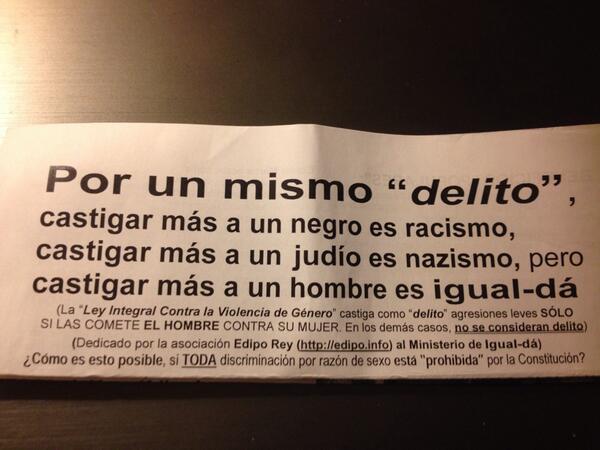 Por un mismo “delito”,
castigar más a un negro es racismo,
castigar más a un judío es nazismo, pero
castigar más a un hombre es igual-dá
(La “Ley Integral Contra la Violencia de Género” castiga como “delito” agresiones leves SÓLO
SI LAS COMETE EL HOMBRE CONTRA SU MUJER. En los demás casos, no se consideran delito)
(Dedicado por la asociación Edipo Rey (http://edipo.info) al Ministerio de Igual-dá)
¿Cómo es esto posible, si TODA discriminación por razón de sexo está "prohibida" por la Constitución?